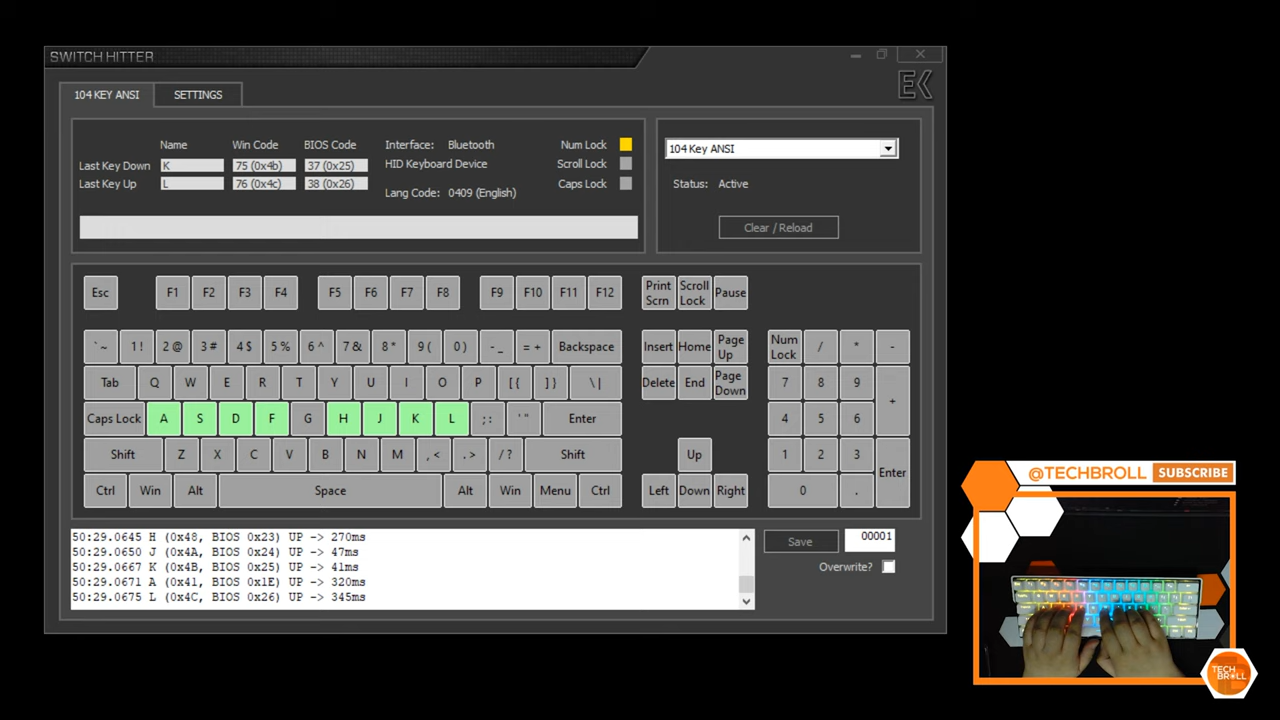 SWITCH HITTER
104 KEY ANSI SETTINGS
EK
Name Win Code BIOS Code Interface: Bluetooth Num Lock
Last Key Down K 75 (0x4b) 37 (0x25) HID Keyboard Device Scroll Lock
Last Key Up L 76 (0x4c) 38 (0x26) Lang Code: 0409 (English) Caps Lock
104 Key ANSI
Status: Active
Clear / Reload
Esc F1 F2 F3 F4 F5 F6 F7 F8 F9 F10 F11 F12 Print Scrn Scroll Lock Pause
` ~ 1 ! 2 @ 3 # 4 $ 5 % 6 ^ 7 & 8 * 9 ( 0 ) - _ = + Backspace Insert Home Page Up Num Lock / * -
Tab Q W E R T Y U I O P [ { ] } \ | Delete End Page Down 7 8 9 +
Caps Lock A S D F G H J K L ; : ' " Enter 4 5 6
Shift Z X C V B N M , < . > / ? Shift Up 1 2 3 Enter
Ctrl Win Alt Space Alt Win Menu Ctrl Left Down Right 0 .
50:29.0645 H (0x48, BIOS 0x23) UP -> 270ms
50:29.0650 J (0x4A, BIOS 0x24) UP -> 47ms
50:29.0667 K (0x4B, BIOS 0x25) UP -> 41ms
50:29.0671 A (0x41, BIOS 0x1E) UP -> 320ms
50:29.0675 L (0x4C, BIOS 0x26) UP -> 345ms
Save 00001
Overwrite?
@TECHBROLL SUBSCRIBE
TECH
BROLL